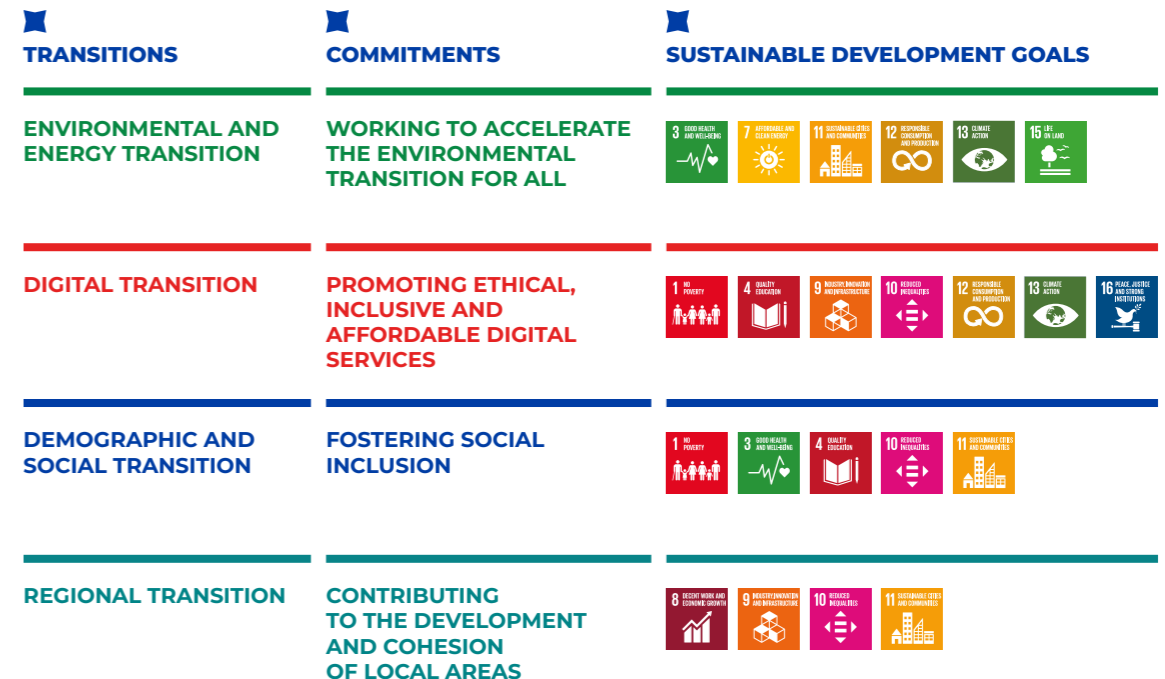 TRANSITIONS
COMMITMENTS
SUSTAINABLE DEVELOPMENT GOALS
ENVIRONMENTAL AND
ENERGY TRANSITION
WORKING TO ACCELERATE
THE ENVIRONMENTAL
TRANSITION FOR ALL
3 GOOD HEALTH
AND WELL-BEING
7 AFFORDABLE AND
CLEAN ENERGY
11 SUSTAINABLE CITIES
AND COMMUNITIES
12 RESPONSIBLE
CONSUMPTION
AND PRODUCTION
13 CLIMATE
ACTION
15 LIFE
ON LAND
DIGITAL TRANSITION
PROMOTING ETHICAL,
INCLUSIVE AND
AFFORDABLE DIGITAL
SERVICES
1 NO
POVERTY
4 QUALITY
EDUCATION
9 INDUSTRY, INNOVATION
AND INFRASTRUCTURE
10 REDUCED
INEQUALITIES
12 RESPONSIBLE
CONSUMPTION
AND PRODUCTION
13 CLIMATE
ACTION
16 PEACE, JUSTICE
AND STRONG
INSTITUTIONS
DEMOGRAPHIC AND
SOCIAL TRANSITION
FOSTERING SOCIAL
INCLUSION
1 NO
POVERTY
3 GOOD HEALTH
AND WELL-BEING
4 QUALITY
EDUCATION
10 REDUCED
INEQUALITIES
11 SUSTAINABLE CITIES
AND COMMUNITIES
REGIONAL TRANSITION
CONTRIBUTING
TO THE DEVELOPMENT
AND COHESION
OF LOCAL AREAS
8 DECENT WORK AND
ECONOMIC GROWTH
9 INDUSTRY, INNOVATION
AND INFRASTRUCTURE
10 REDUCED
INEQUALITIES
11 SUSTAINABLE CITIES
AND COMMUNITIES